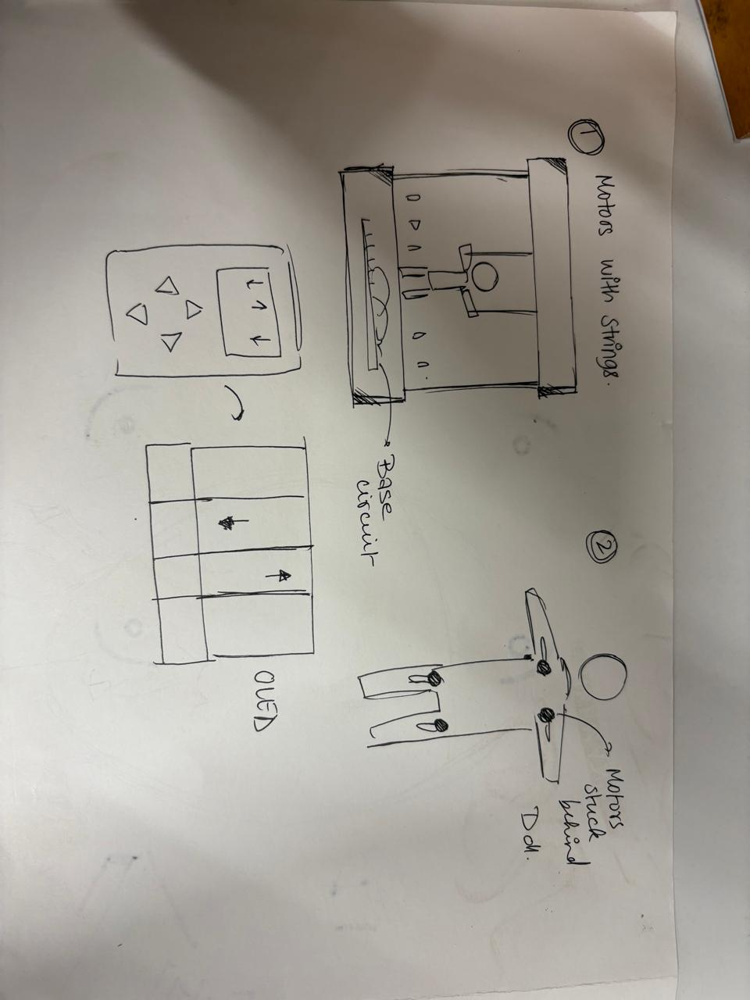 ① Motors with strings.
Base
circuit
②
Motors
stuck
behind
Doll.
OLED